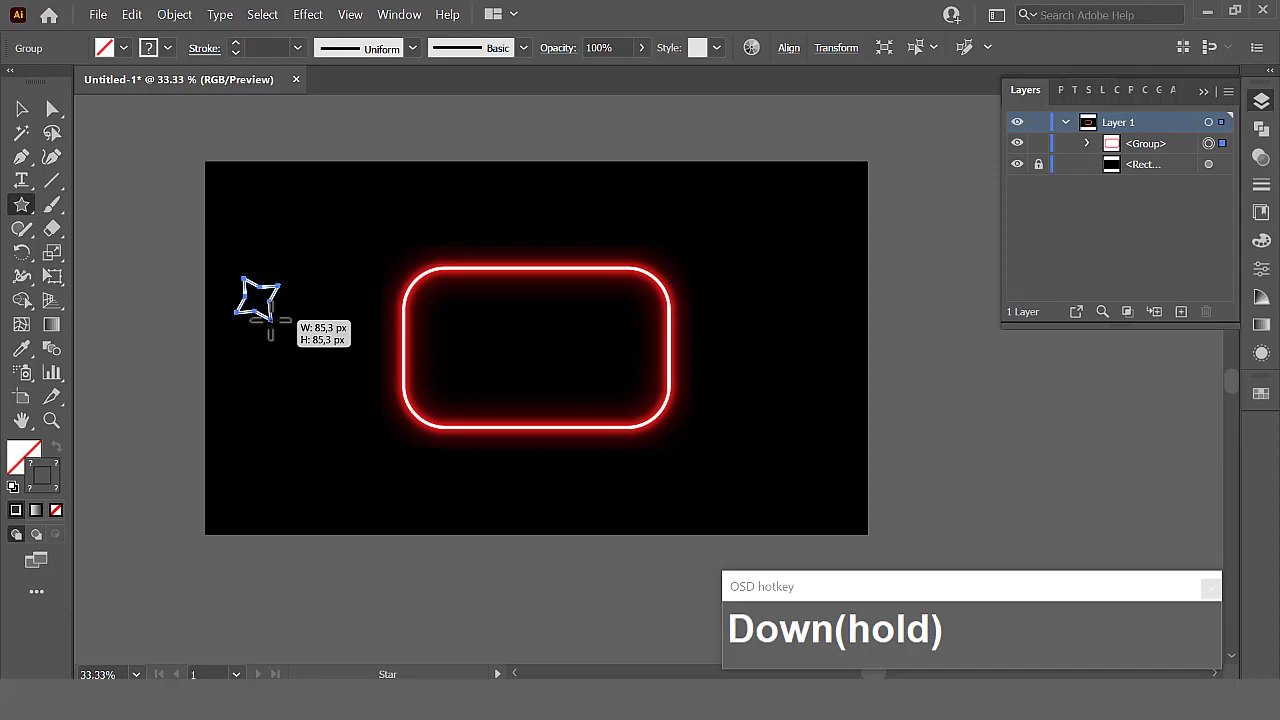 Ai File Edit Object Type Select Effect View Window Help Search Adobe Help
Group ? Stroke: Uniform Basic Opacity: 100% Style: Align Transform
Untitled-1* @ 33.33 % (RGB/Preview)
Layers P T S L C P C G A
Layer 1
<Group>
<Rect...
1 Layer
W: 85,3 px
H: 85,3 px
T
? ?
? ?
OSD hotkey
Down(hold)
33.33% 1 Star